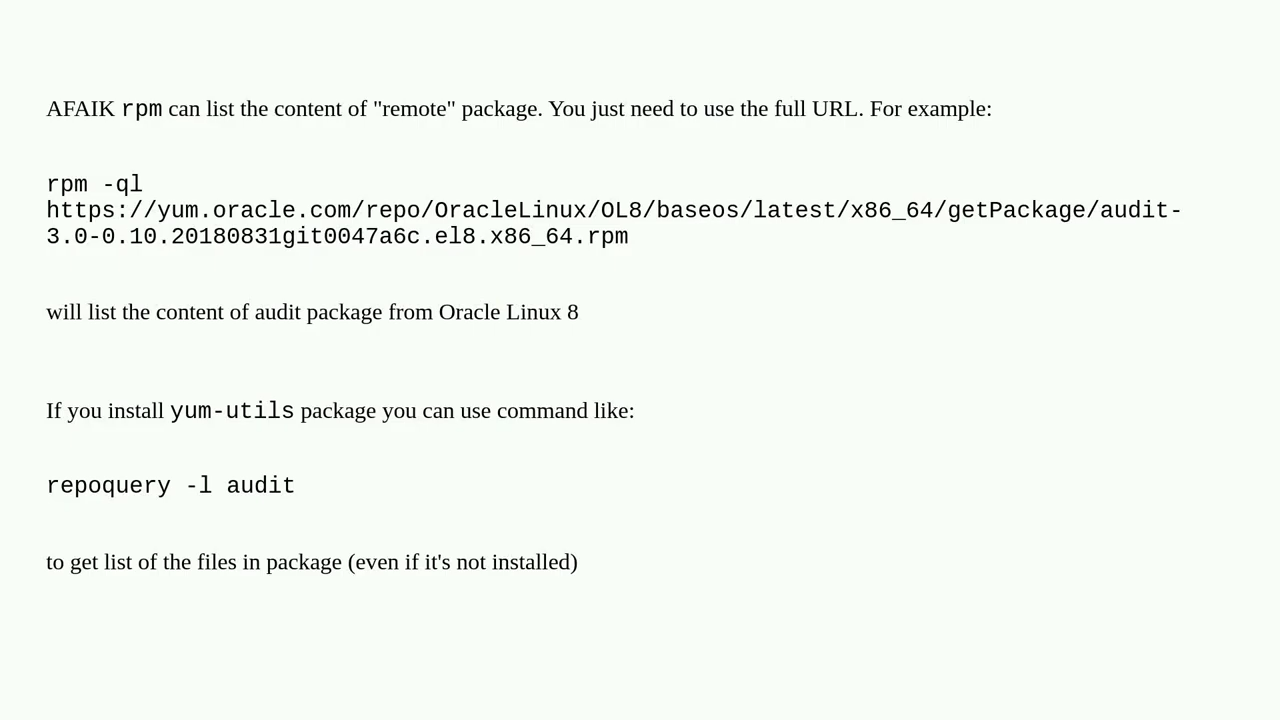 AFAIK rpm can list the content of "remote" package. You just need to use the full URL. For example:
rpm -ql
https://yum.oracle.com/repo/OracleLinux/OL8/baseos/latest/x86_64/getPackage/audit-
3.0-0.10.20180831git0047a6c.el8.x86_64.rpm
will list the content of audit package from Oracle Linux 8
If you install yum-utils package you can use command like:
repoquery -l audit
to get list of the files in package (even if it's not installed)